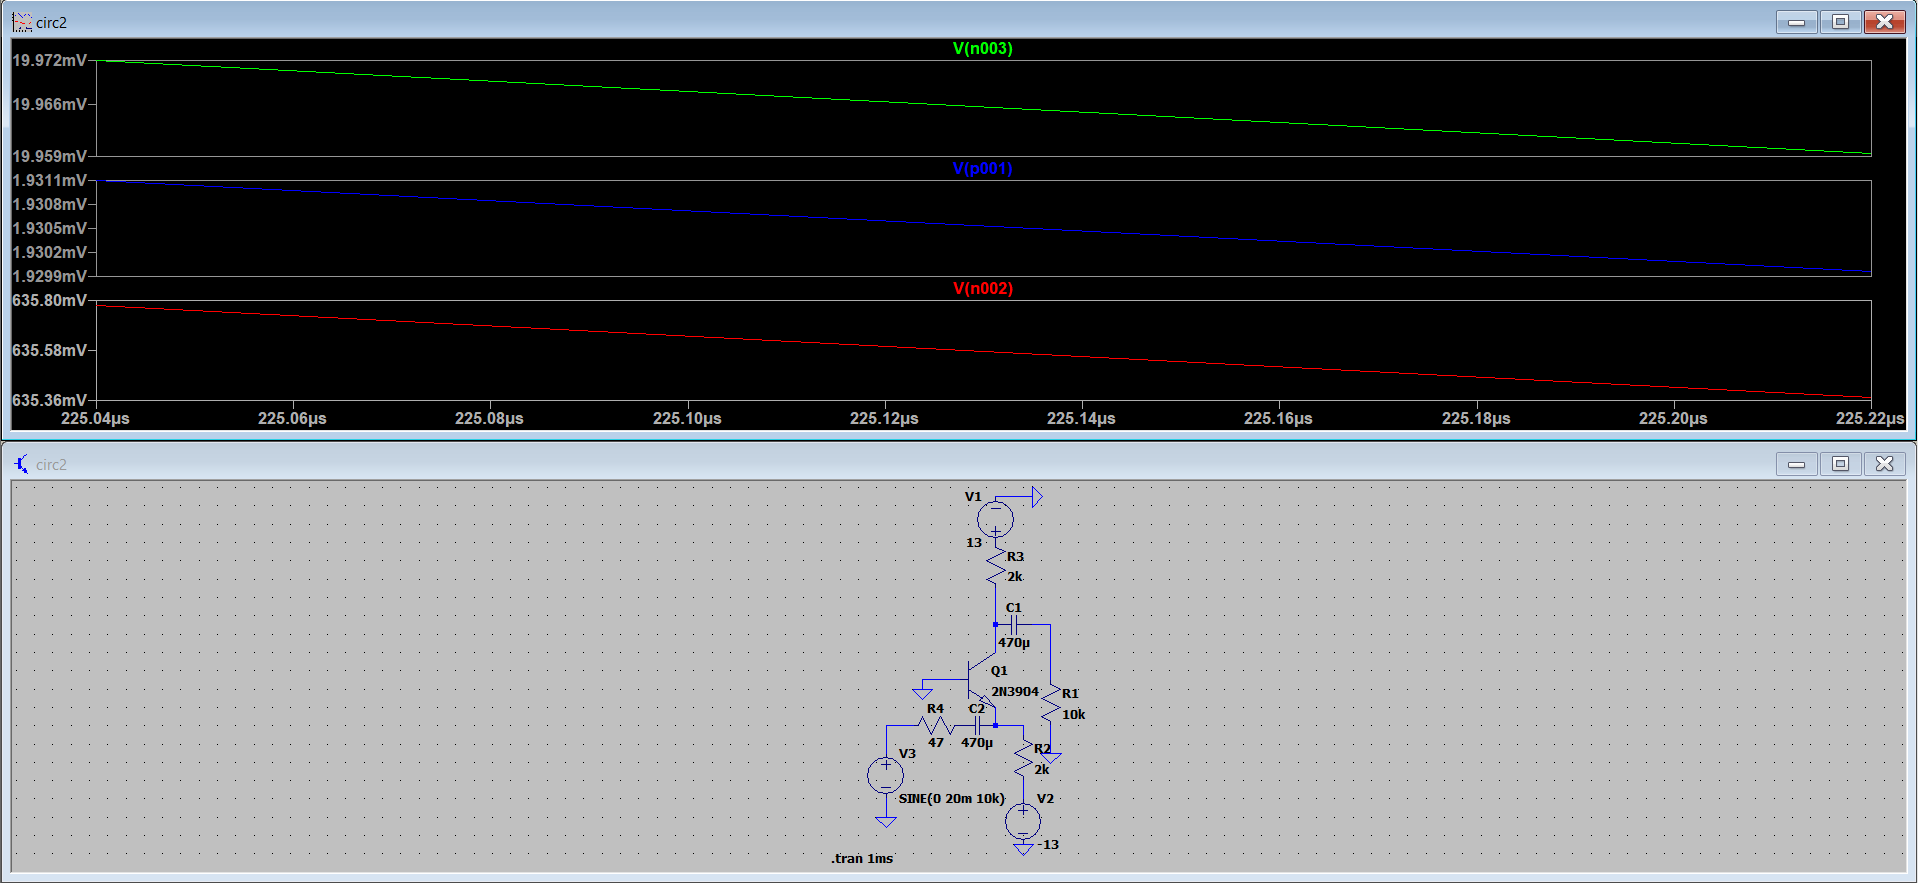 circ2
V(n003)
19.972mV
19.966mV
19.959mV
V(p001)
1.9311mV
1.9308mV
1.9305mV
1.9302mV
1.9299mV
V(n002)
635.80mV
635.58mV
635.36mV
225.04µs 225.06µs 225.08µs 225.10µs 225.12µs 225.14µs 225.16µs 225.18µs 225.20µs 225.22µs
circ2
V1
13
R3
2k
C1
470µ
Q1
2N3904
R1
10k
R4
C2
47
470µ
R2
2k
V3
SINE(0 20m 10k)
V2
-13
.tran 1ms